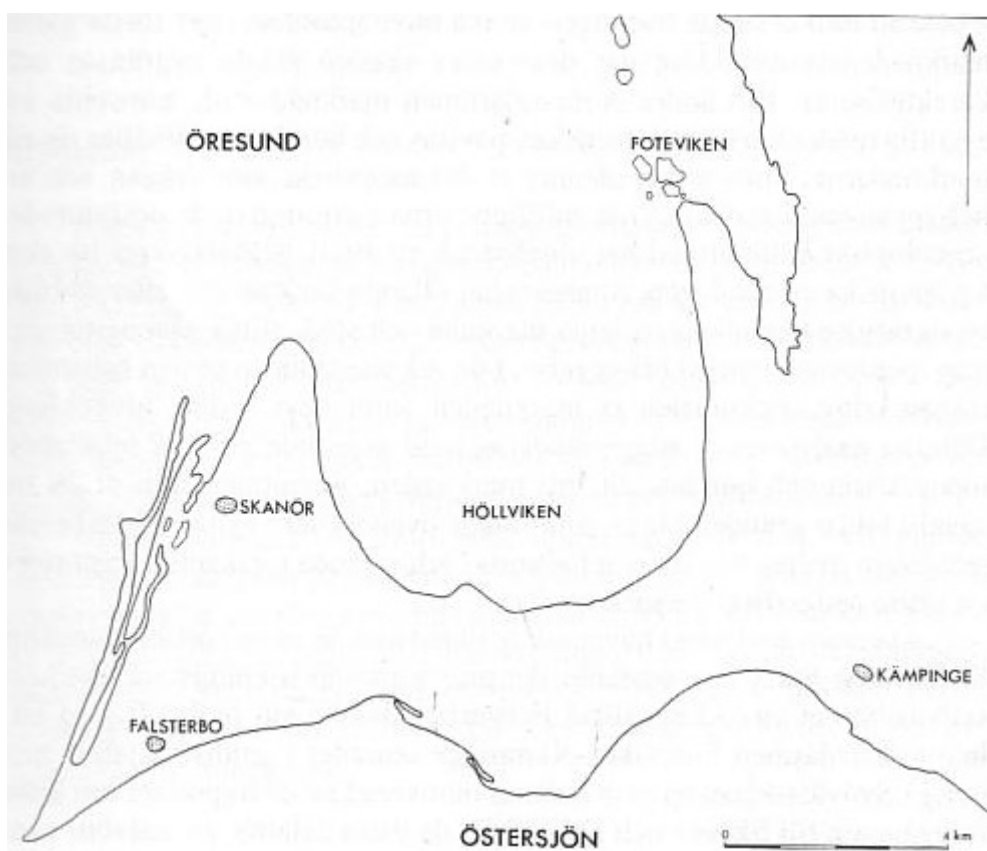 ÖRESUND
FOTEVIKEN
SKANÖR
HÖLLVIKEN
KÄMPINGE
FALSTERBO
ÖSTERSJÖN
0 4 km